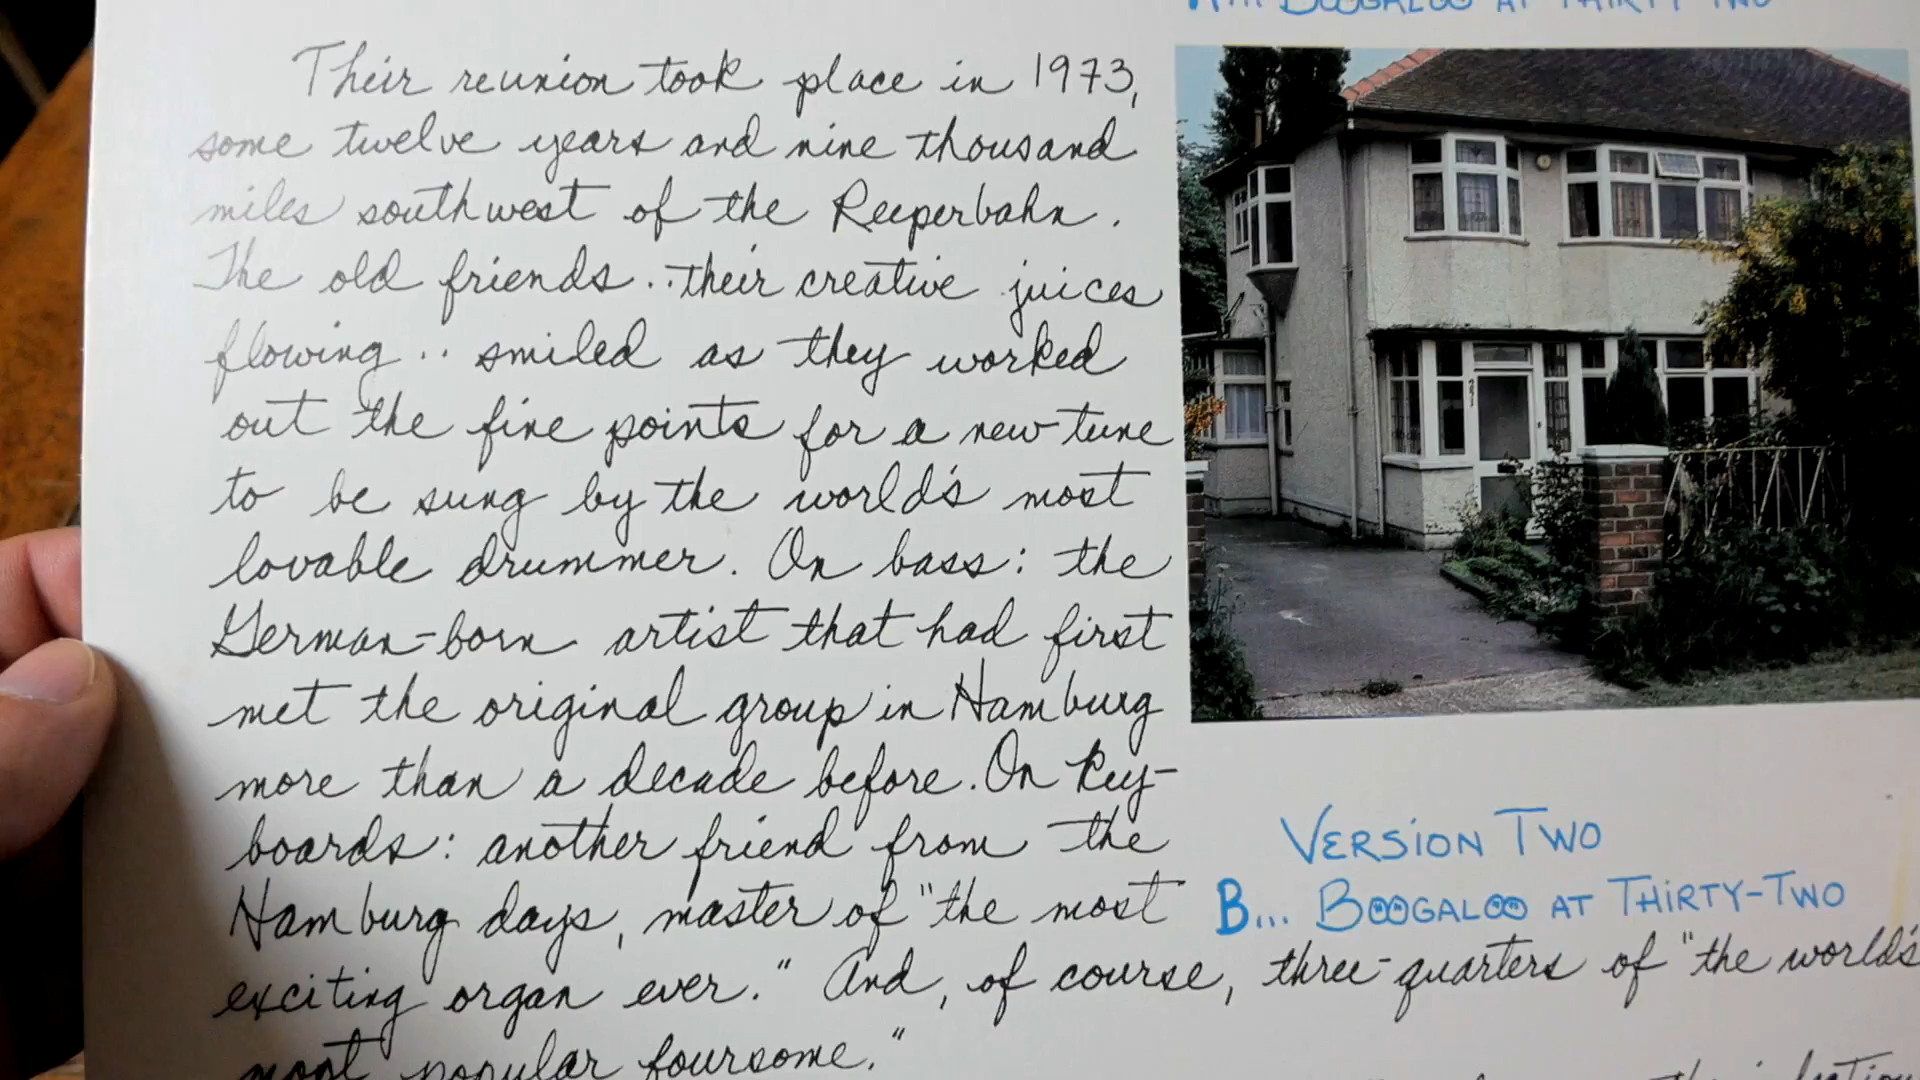 BOOGALOO AT THIRTY-TWO
Their reunion took place in 1973,
some twelve years and nine thousand
miles southwest of the Reeperbahn.
The old friends.. their creative juices
flowing.. smiled as they worked
out the fine points for a new tune
to be sung by the world's most
lovable drummer. On bass: the
German-born artist that had first
met the original group in Hamburg
more than a decade before. On key-
boards: another friend from the
Hamburg days, master of "the most
exciting organ ever." And, of course, three-quarters of "the world's
most popular foursome."
VERSION TWO
B... BOOGALOO AT THIRTY-TWO